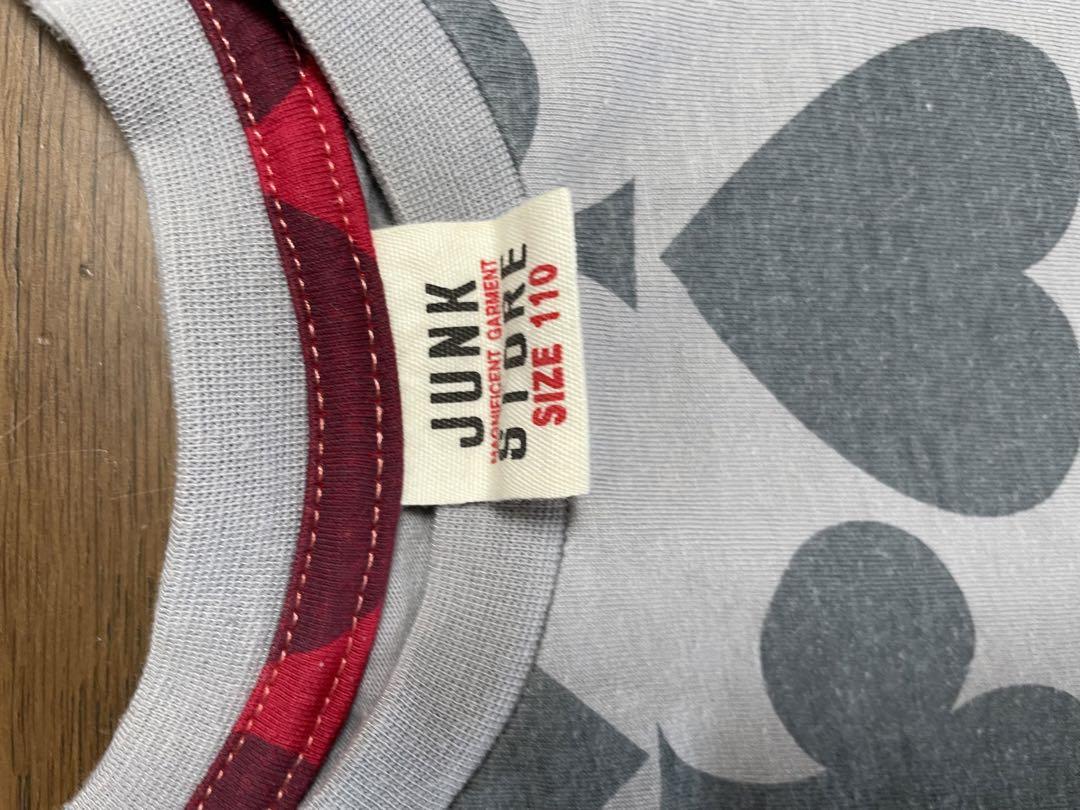 JUNK
MAGNIFICENT GARMENT
STORE
SIZE 110